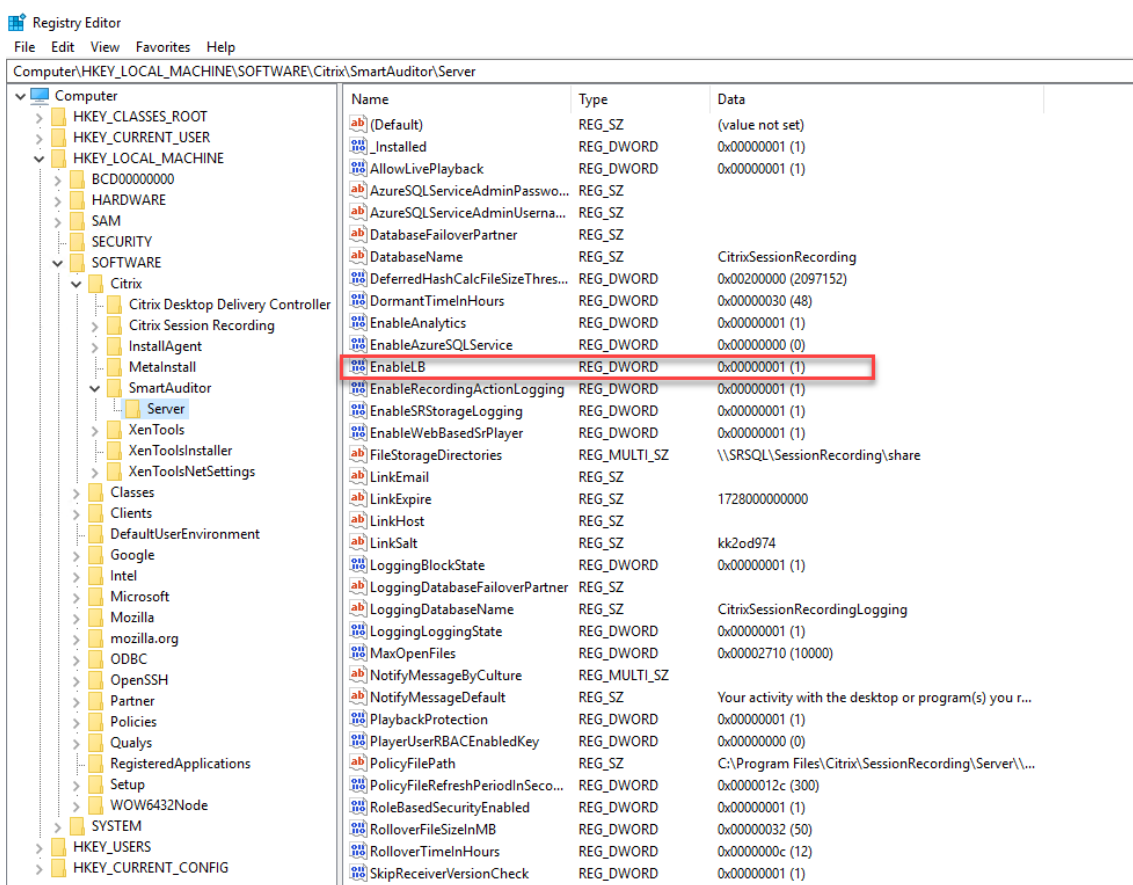 Registry Editor
File Edit View Favorites Help
Computer\HKEY_LOCAL_MACHINE\SOFTWARE\Citrix\SmartAuditor\Server
Computer
HKEY_CLASSES_ROOT
HKEY_CURRENT_USER
HKEY_LOCAL_MACHINE
BCD00000000
HARDWARE
SAM
SECURITY
SOFTWARE
Citrix
Citrix Desktop Delivery Controller
Citrix Session Recording
InstallAgent
MetaInstall
SmartAuditor
Server
XenTools
XenToolsInstaller
XenToolsNetSettings
Classes
Clients
DefaultUserEnvironment
Google
Intel
Microsoft
Mozilla
mozilla.org
ODBC
OpenSSH
Partner
Policies
Qualys
RegisteredApplications
Setup
WOW6432Node
SYSTEM
HKEY_USERS
HKEY_CURRENT_CONFIG
Name Type Data
(Default) REG_SZ (value not set)
_Installed REG_DWORD 0x00000001 (1)
AllowLivePlayback REG_DWORD 0x00000001 (1)
AzureSQLServiceAdminPasswo... REG_SZ
AzureSQLServiceAdminUserna... REG_SZ
DatabaseFailoverPartner REG_SZ
DatabaseName REG_SZ CitrixSessionRecording
DeferredHashCalcFileSizeThres... REG_DWORD 0x00200000 (2097152)
DormantTimeInHours REG_DWORD 0x00000030 (48)
EnableAnalytics REG_DWORD 0x00000001 (1)
EnableAzureSQLService REG_DWORD 0x00000000 (0)
EnableLB REG_DWORD 0x00000001 (1)
EnableRecordingActionLogging REG_DWORD 0x00000001 (1)
EnableSRStorageLogging REG_DWORD 0x00000001 (1)
EnableWebBasedSrPlayer REG_DWORD 0x00000001 (1)
FileStorageDirectories REG_MULTI_SZ \\SRSQL\SessionRecording\share
LinkEmail REG_SZ
LinkExpire REG_SZ 1728000000000
LinkHost REG_SZ
LinkSalt REG_SZ kk2od974
LoggingBlockState REG_DWORD 0x00000001 (1)
LoggingDatabaseFailoverPartner REG_SZ
LoggingDatabaseName REG_SZ CitrixSessionRecordingLogging
LoggingLoggingState REG_DWORD 0x00000001 (1)
MaxOpenFiles REG_DWORD 0x00002710 (10000)
NotifyMessageByCulture REG_MULTI_SZ
NotifyMessageDefault REG_SZ Your activity with the desktop or program(s) you r...
PlaybackProtection REG_DWORD 0x00000001 (1)
PlayerUserRBACEnabledKey REG_DWORD 0x00000000 (0)
PolicyFilePath REG_SZ C:\Program Files\Citrix\SessionRecording\Server\\...
PolicyFileRefreshPeriodInSeco... REG_DWORD 0x0000012c (300)
RoleBasedSecurityEnabled REG_DWORD 0x00000001 (1)
RolloverFileSizeInMB REG_DWORD 0x00000032 (50)
RolloverTimeInHours REG_DWORD 0x0000000c (12)
SkipReceiverVersionCheck REG_DWORD 0x00000001 (1)